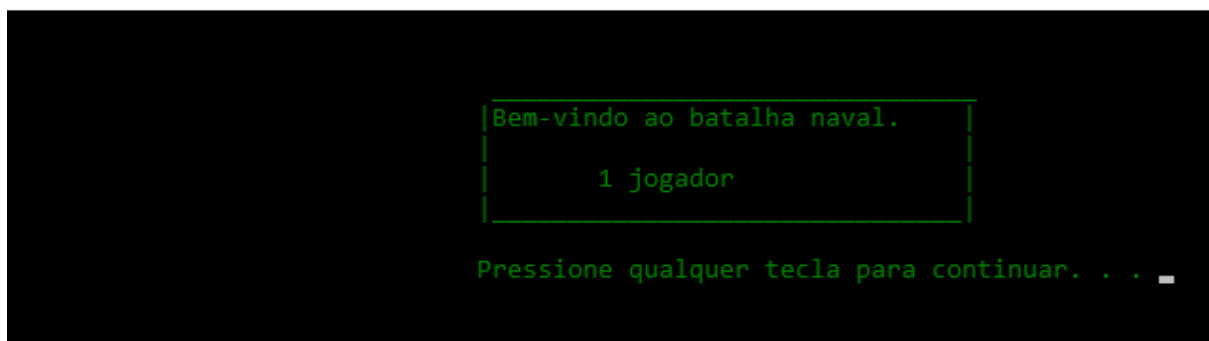 Bem-vindo ao batalha naval.
1 jogador
Pressione qualquer tecla para continuar. . .